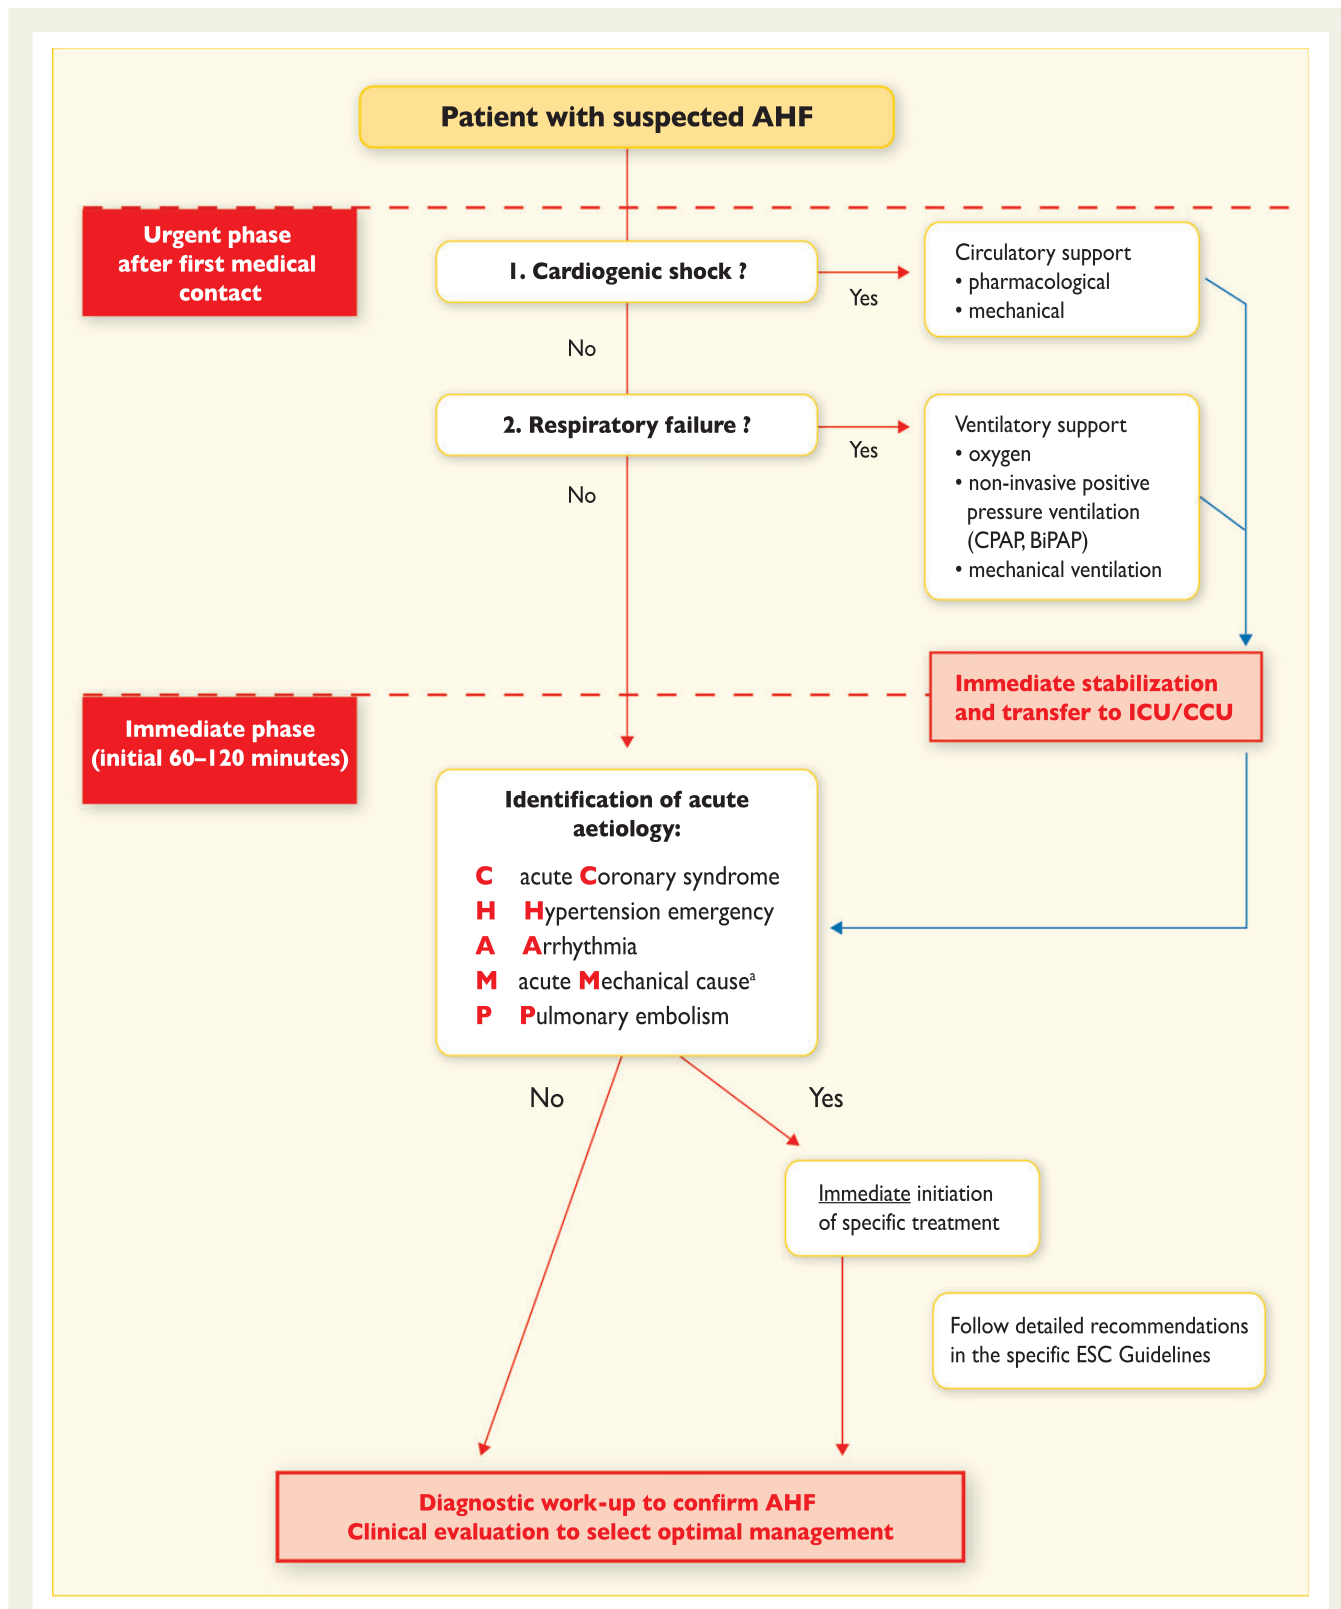 Patient with suspected AHF
Urgent phase
after first medical
contact
1. Cardiogenic shock ?
Yes
Circulatory support
• pharmacological
• mechanical
No
2. Respiratory failure ?
Yes
Ventilatory support
• oxygen
• non-invasive positive
pressure ventilation
(CPAP, BiPAP)
• mechanical ventilation
No
Immediate stabilization
and transfer to ICU/CCU
Immediate phase
(initial 60–120 minutes)
Identification of acute
aetiology:
C acute Coronary syndrome
H Hypertension emergency
A Arrhythmia
M acute Mechanical causeᵃ
P Pulmonary embolism
No
Yes
Immediate initiation
of specific treatment
Follow detailed recommendations
in the specific ESC Guidelines
Diagnostic work-up to confirm AHF
Clinical evaluation to select optimal management